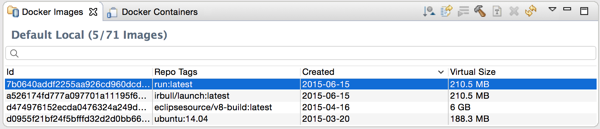 Docker Images Docker Containers
Default Local (5/71 Images)
Id Repo Tags Created Virtual Size
7b0640addf2255aa926cd960dcd... run:latest 2015-06-15 210.5 MB
a526174fd777a097701a11195f6... irbull/launch:latest 2015-06-15 210.5 MB
d474976152ecda0476324a249d... eclipsesource/v8-build:latest 2015-04-16 6 GB
d0955f21bf24f5bfffd32d2d0bb66... ubuntu:14.04 2015-03-20 188.3 MB